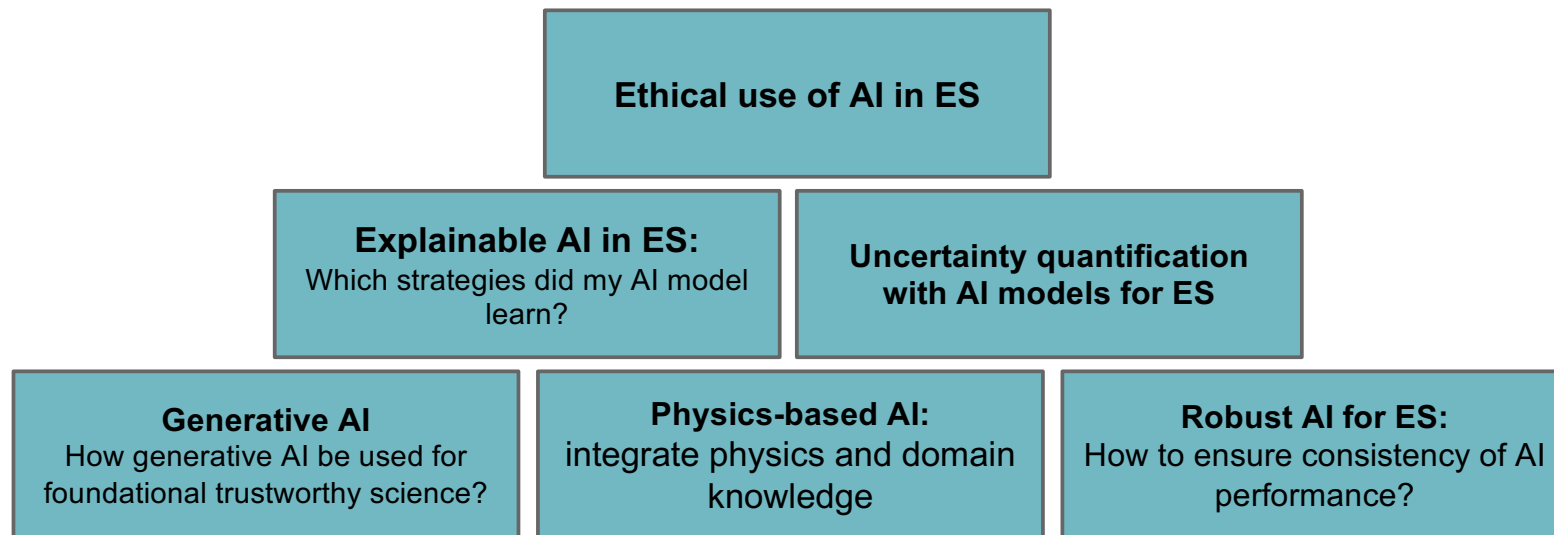 Ethical use of AI in ES
Explainable AI in ES:
Which strategies did my AI model
learn?
Uncertainty quantification
with AI models for ES
Generative AI
How generative AI be used for
foundational trustworthy science?
Physics-based AI:
integrate physics and domain
knowledge
Robust AI for ES:
How to ensure consistency of AI
performance?